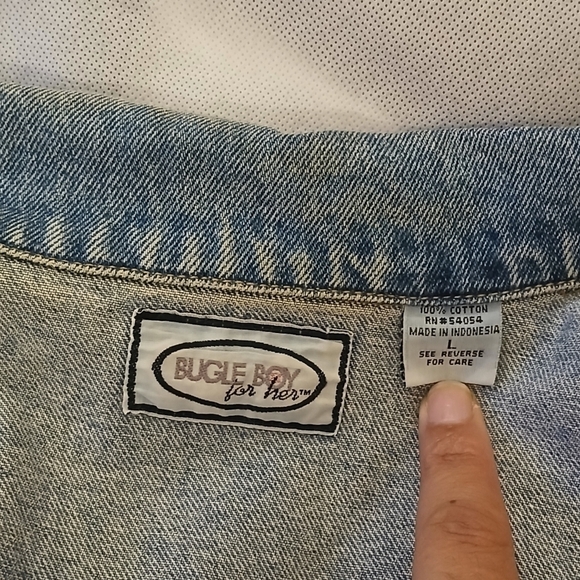 BUGLE BOY
for her™
100% COTTON
RN#54054
MADE IN INDONESIA
L
SEE REVERSE
FOR CARE